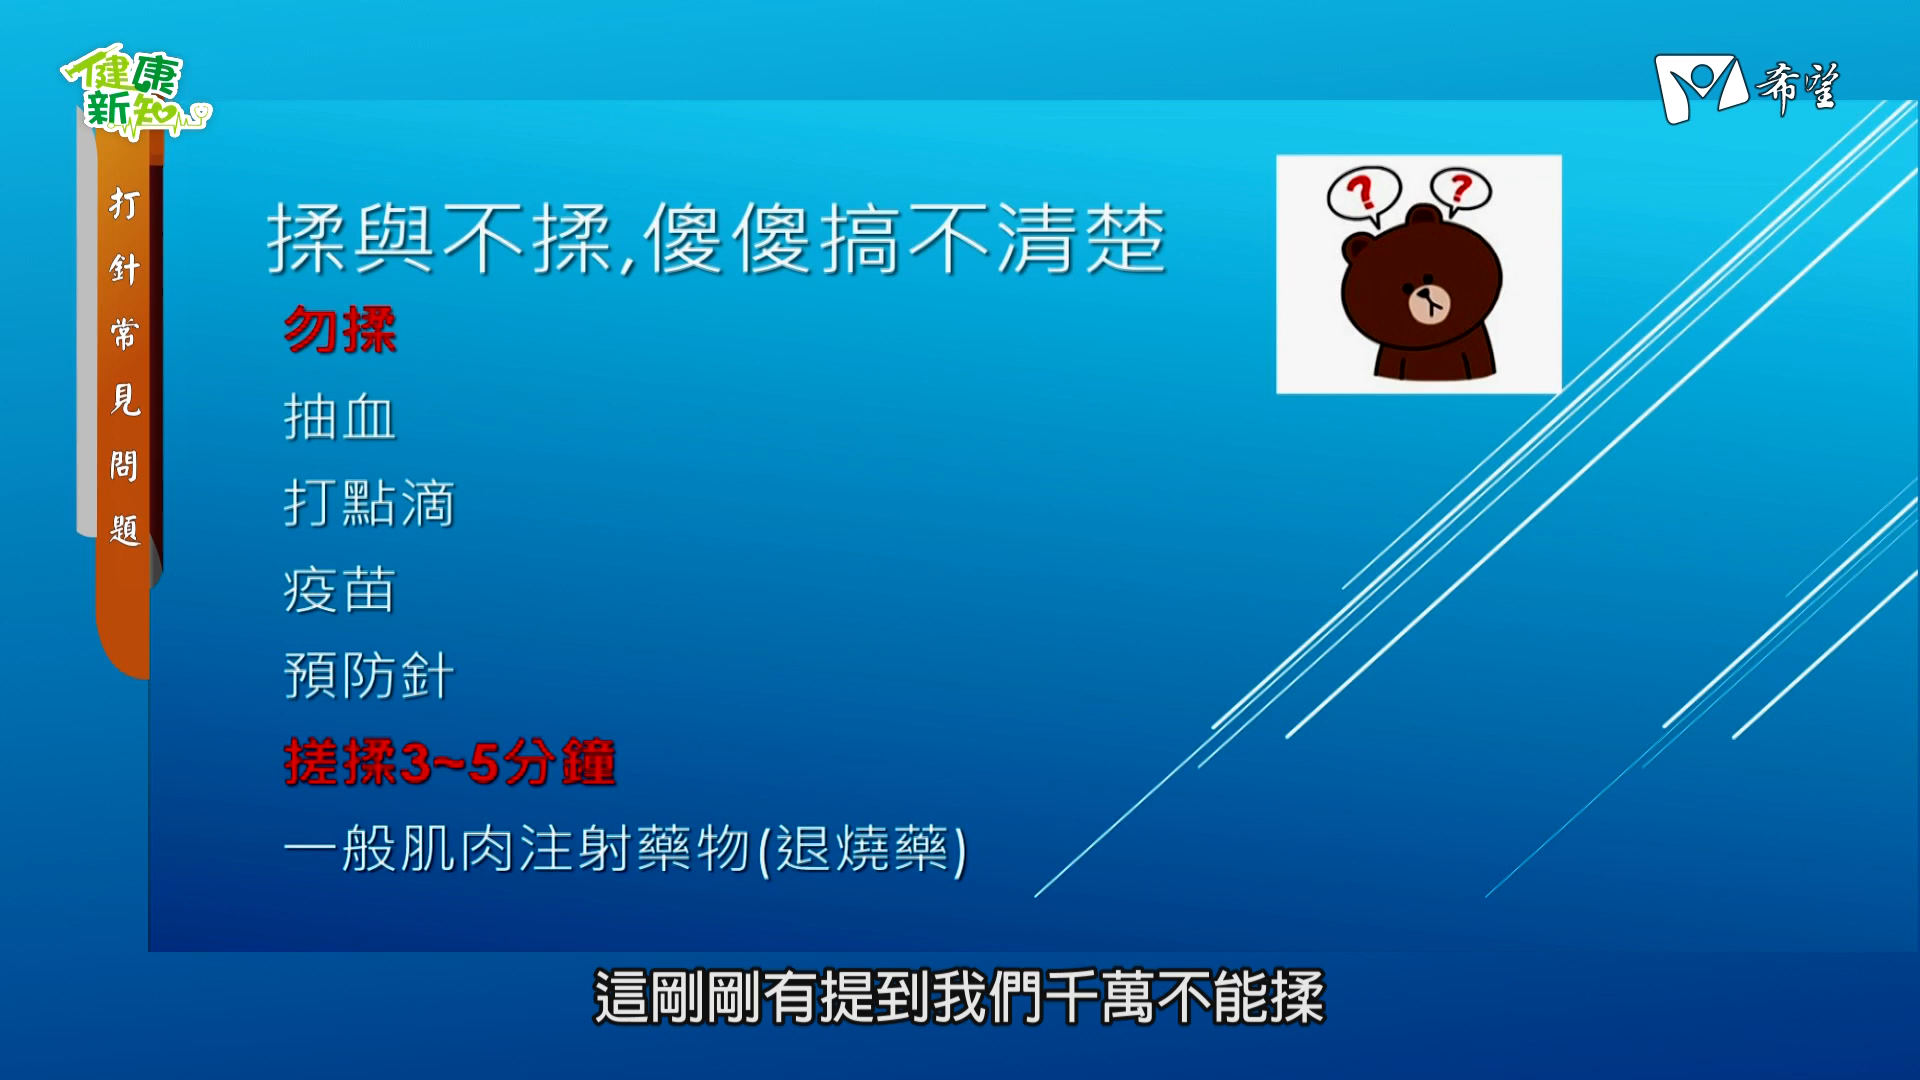 健康
新知
希望
打針常見問題
? ?
揉與不揉,傻傻搞不清楚
勿揉
抽血
打點滴
疫苗
預防針
搓揉3~5分鐘
一般肌肉注射藥物(退燒藥)
這剛剛有提到我們千萬不能揉